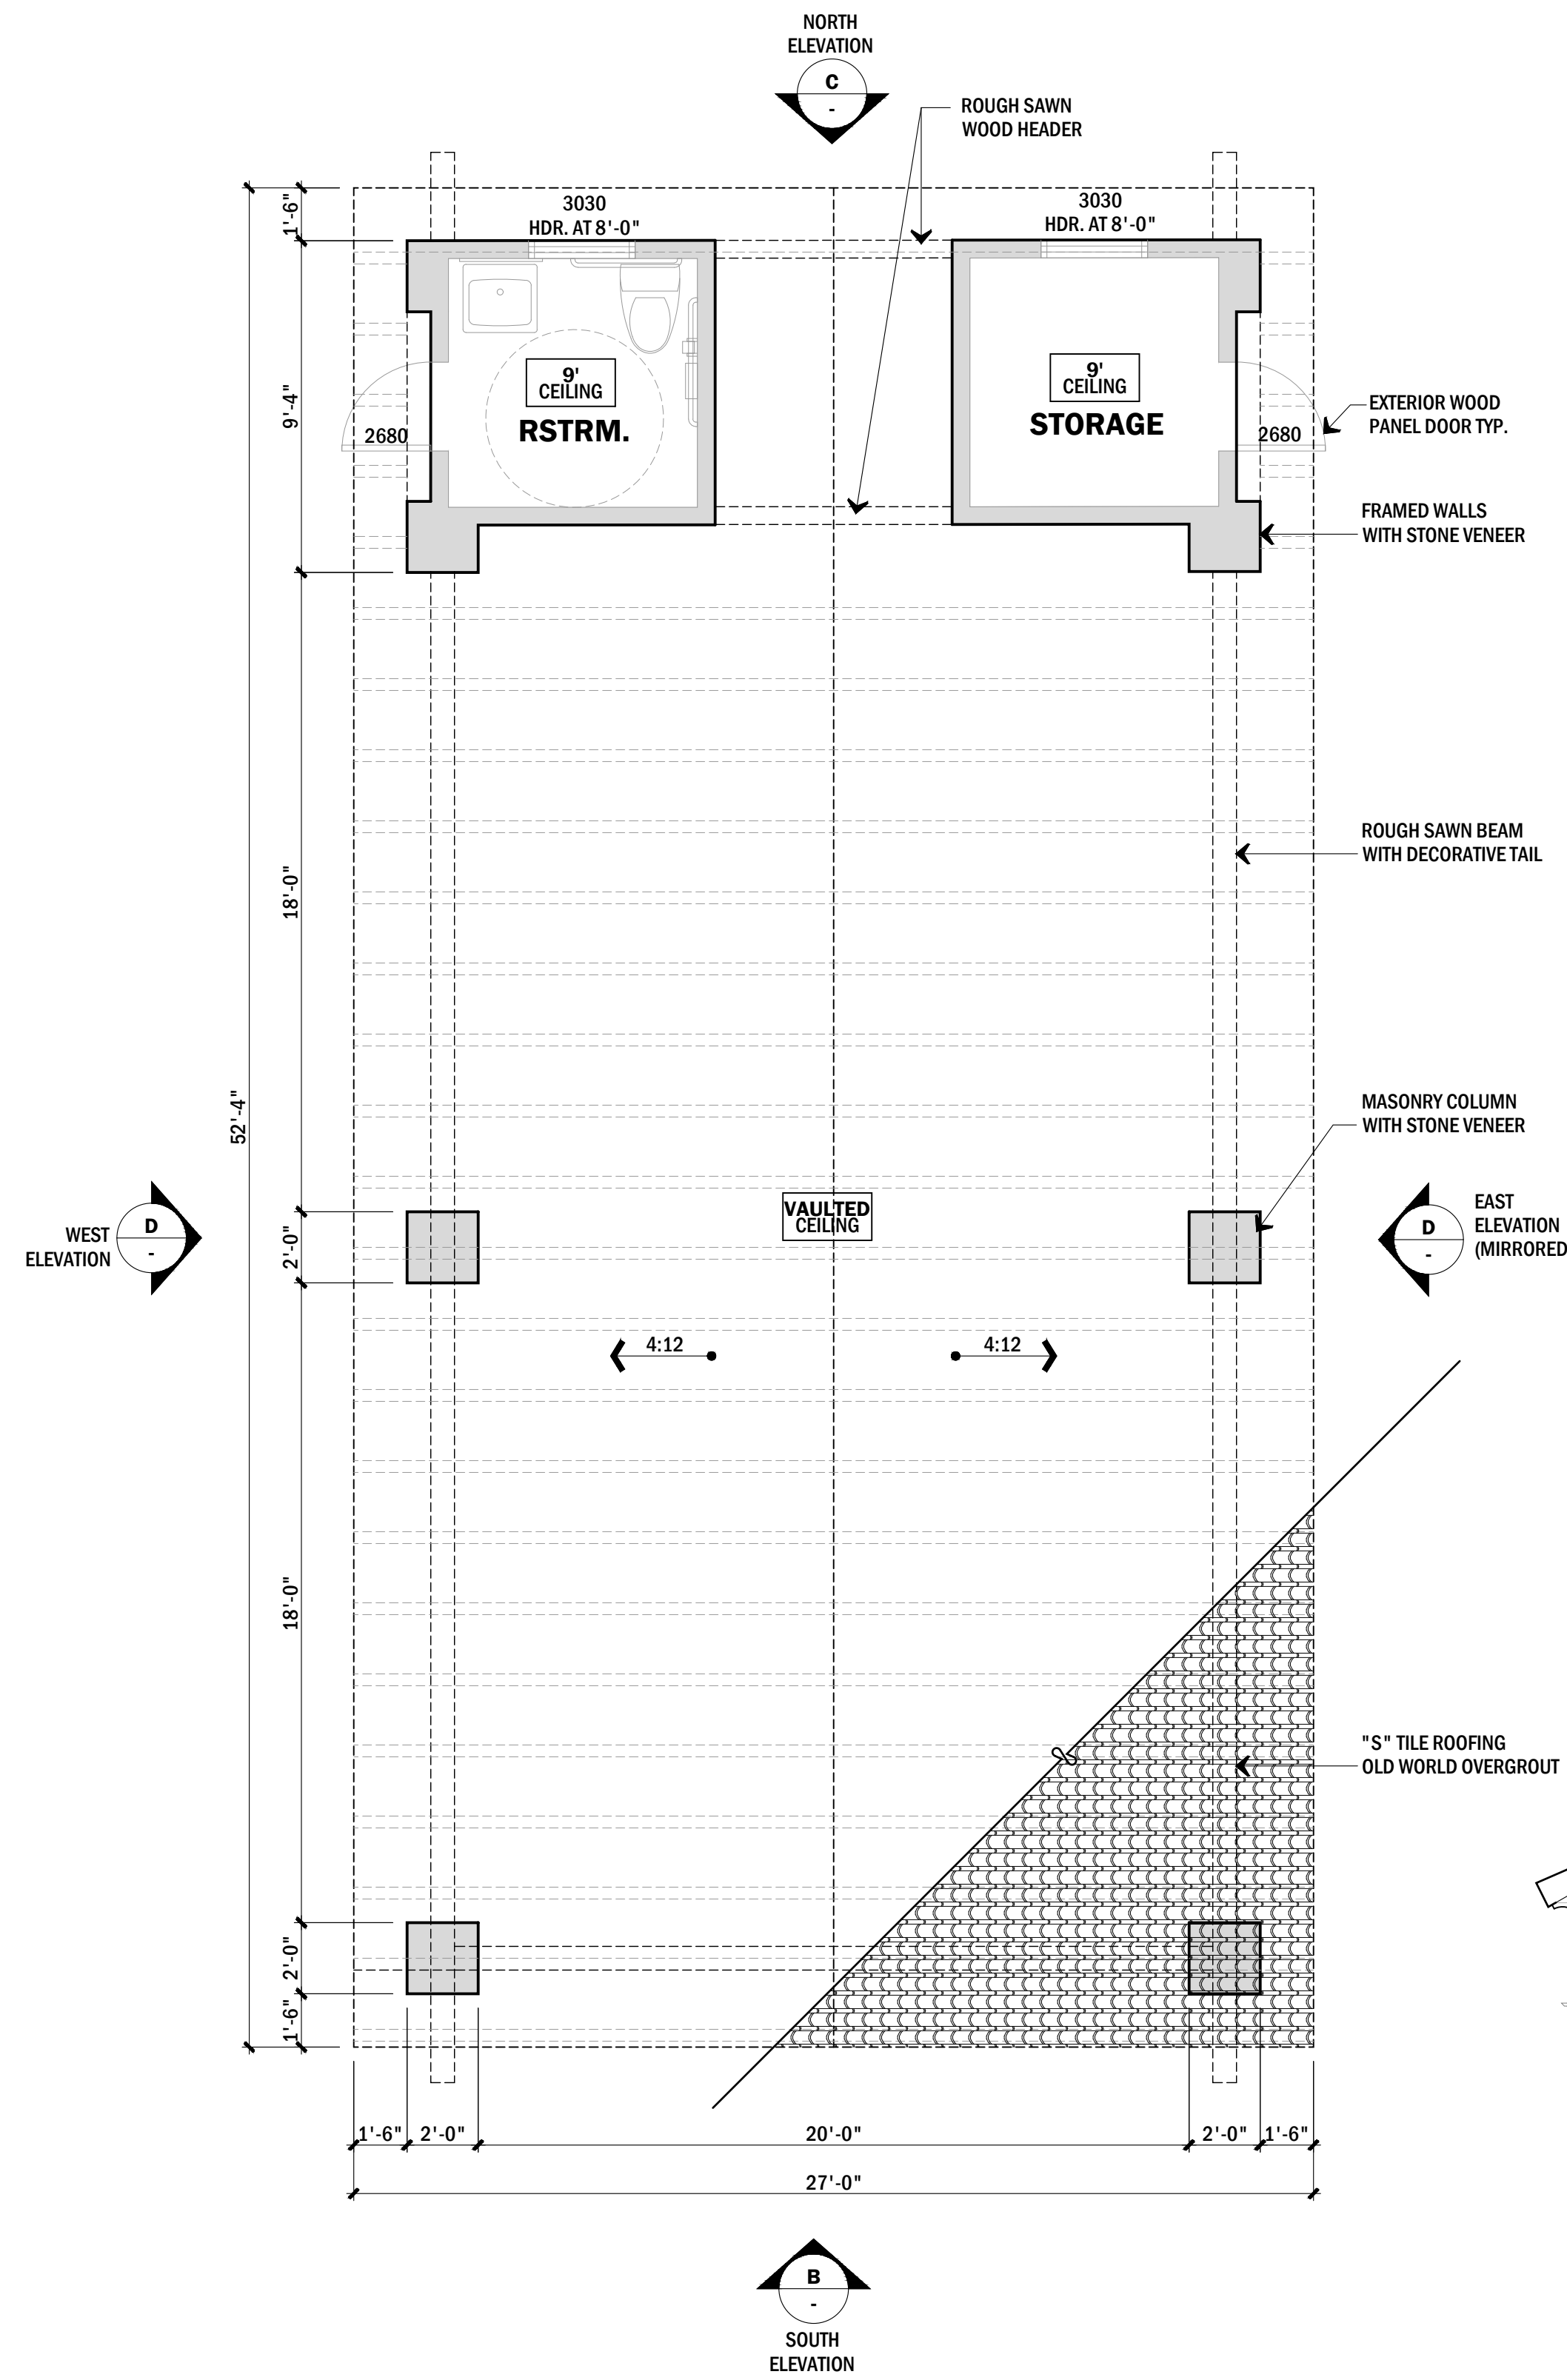 NORTH
ELEVATION
C
-
ROUGH SAWN
WOOD HEADER
1'-6"
3030
HDR. AT 8'-0"
3030
HDR. AT 8'-0"
9'
CEILING
RSTRM.
9'
CEILING
STORAGE
2680
2680
9'-4"
EXTERIOR WOOD
PANEL DOOR TYP.
FRAMED WALLS
WITH STONE VENEER
ROUGH SAWN BEAM
WITH DECORATIVE TAIL
18'-0"
52'-4"
MASONRY COLUMN
WITH STONE VENEER
WEST
ELEVATION
D
-
2'-0"
VAULTED
CEILING
D
-
EAST
ELEVATION
(MIRRORED
4:12
4:12
18'-0"
"S" TILE ROOFING
OLD WORLD OVERGROUT
2'-0"
1'-6"
1'-6"
2'-0"
20'-0"
2'-0"
1'-6"
27'-0"
B
-
SOUTH
ELEVATION